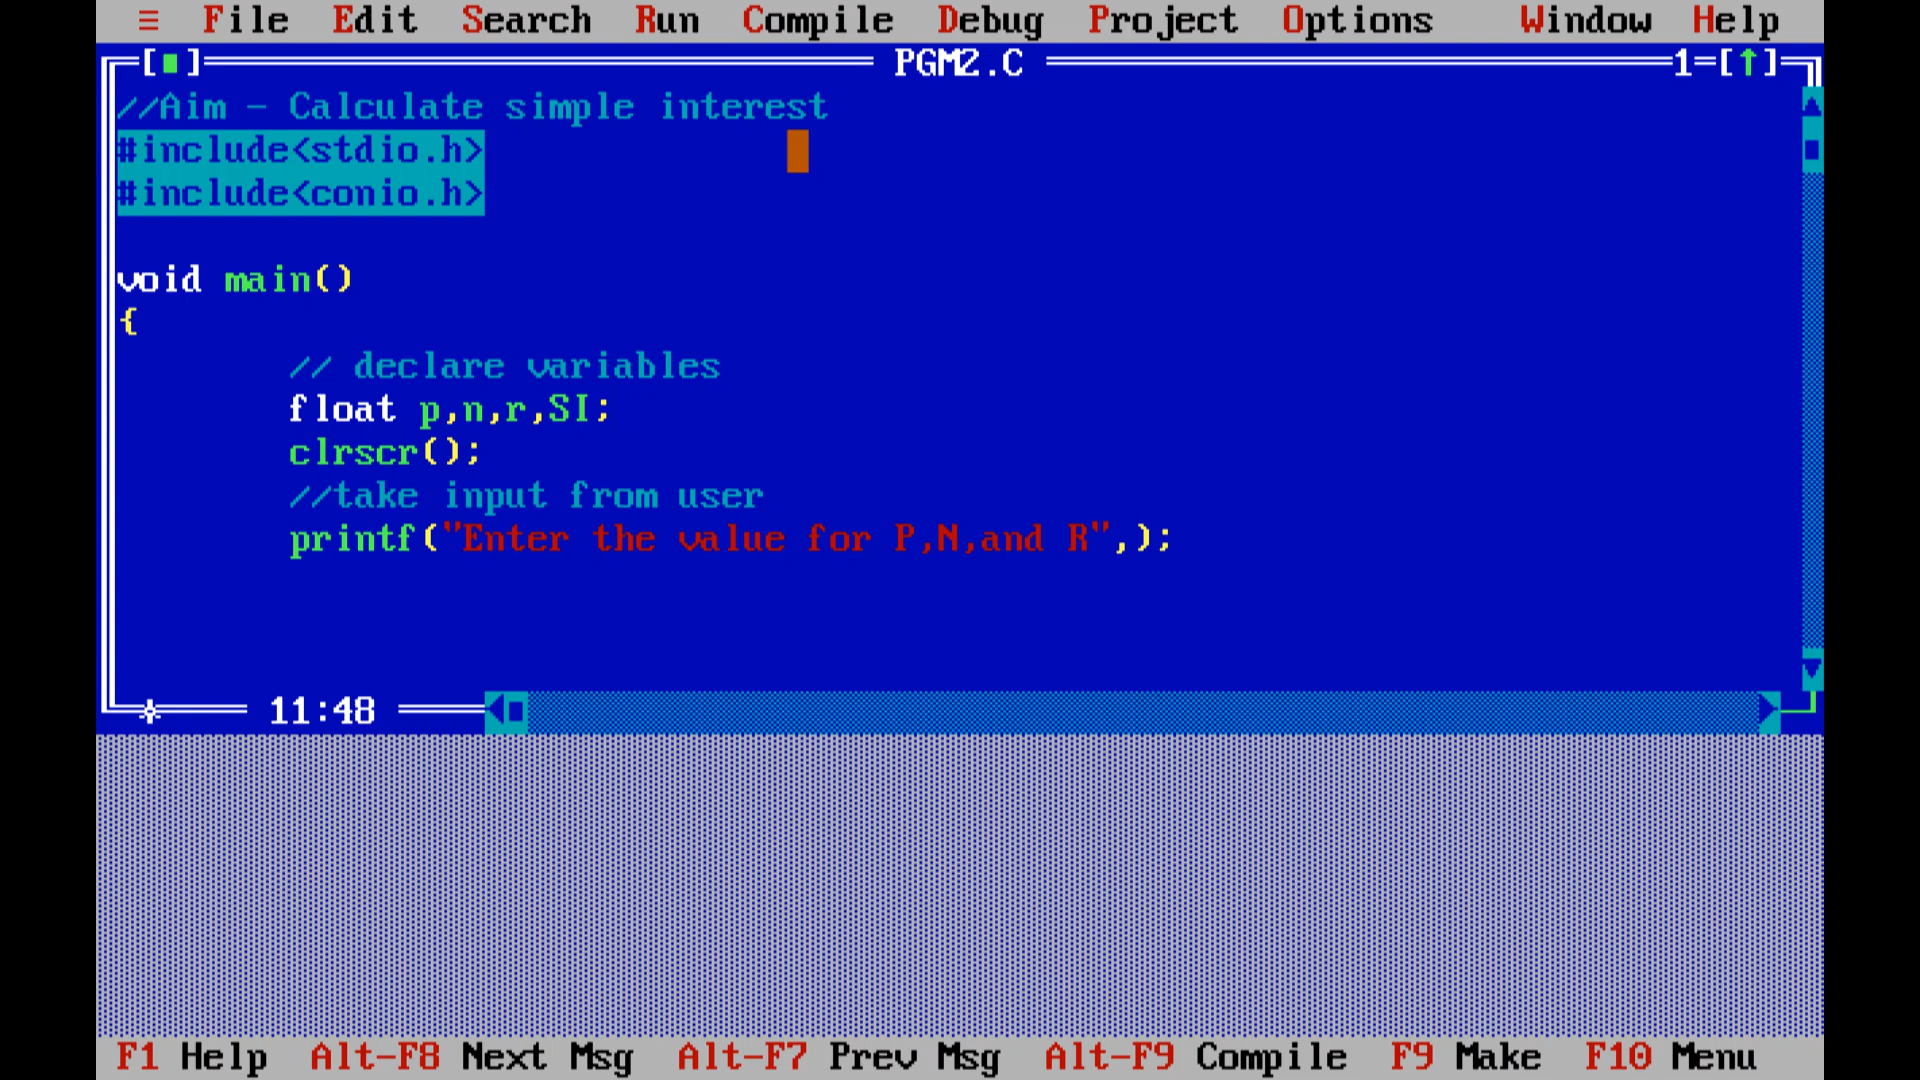 ≡ File Edit Search Run Compile Debug Project Options Window Help
[■] PGM2.C 1=[↑]
//Aim - Calculate simple interest
#include<stdio.h>
#include<conio.h>
void main()
{
// declare variables
float p,n,r,SI;
clrscr();
//take input from user
printf("Enter the value for P,N,and R",);
11:48
F1 Help Alt-F8 Next Msg Alt-F7 Prev Msg Alt-F9 Compile F9 Make F10 Menu